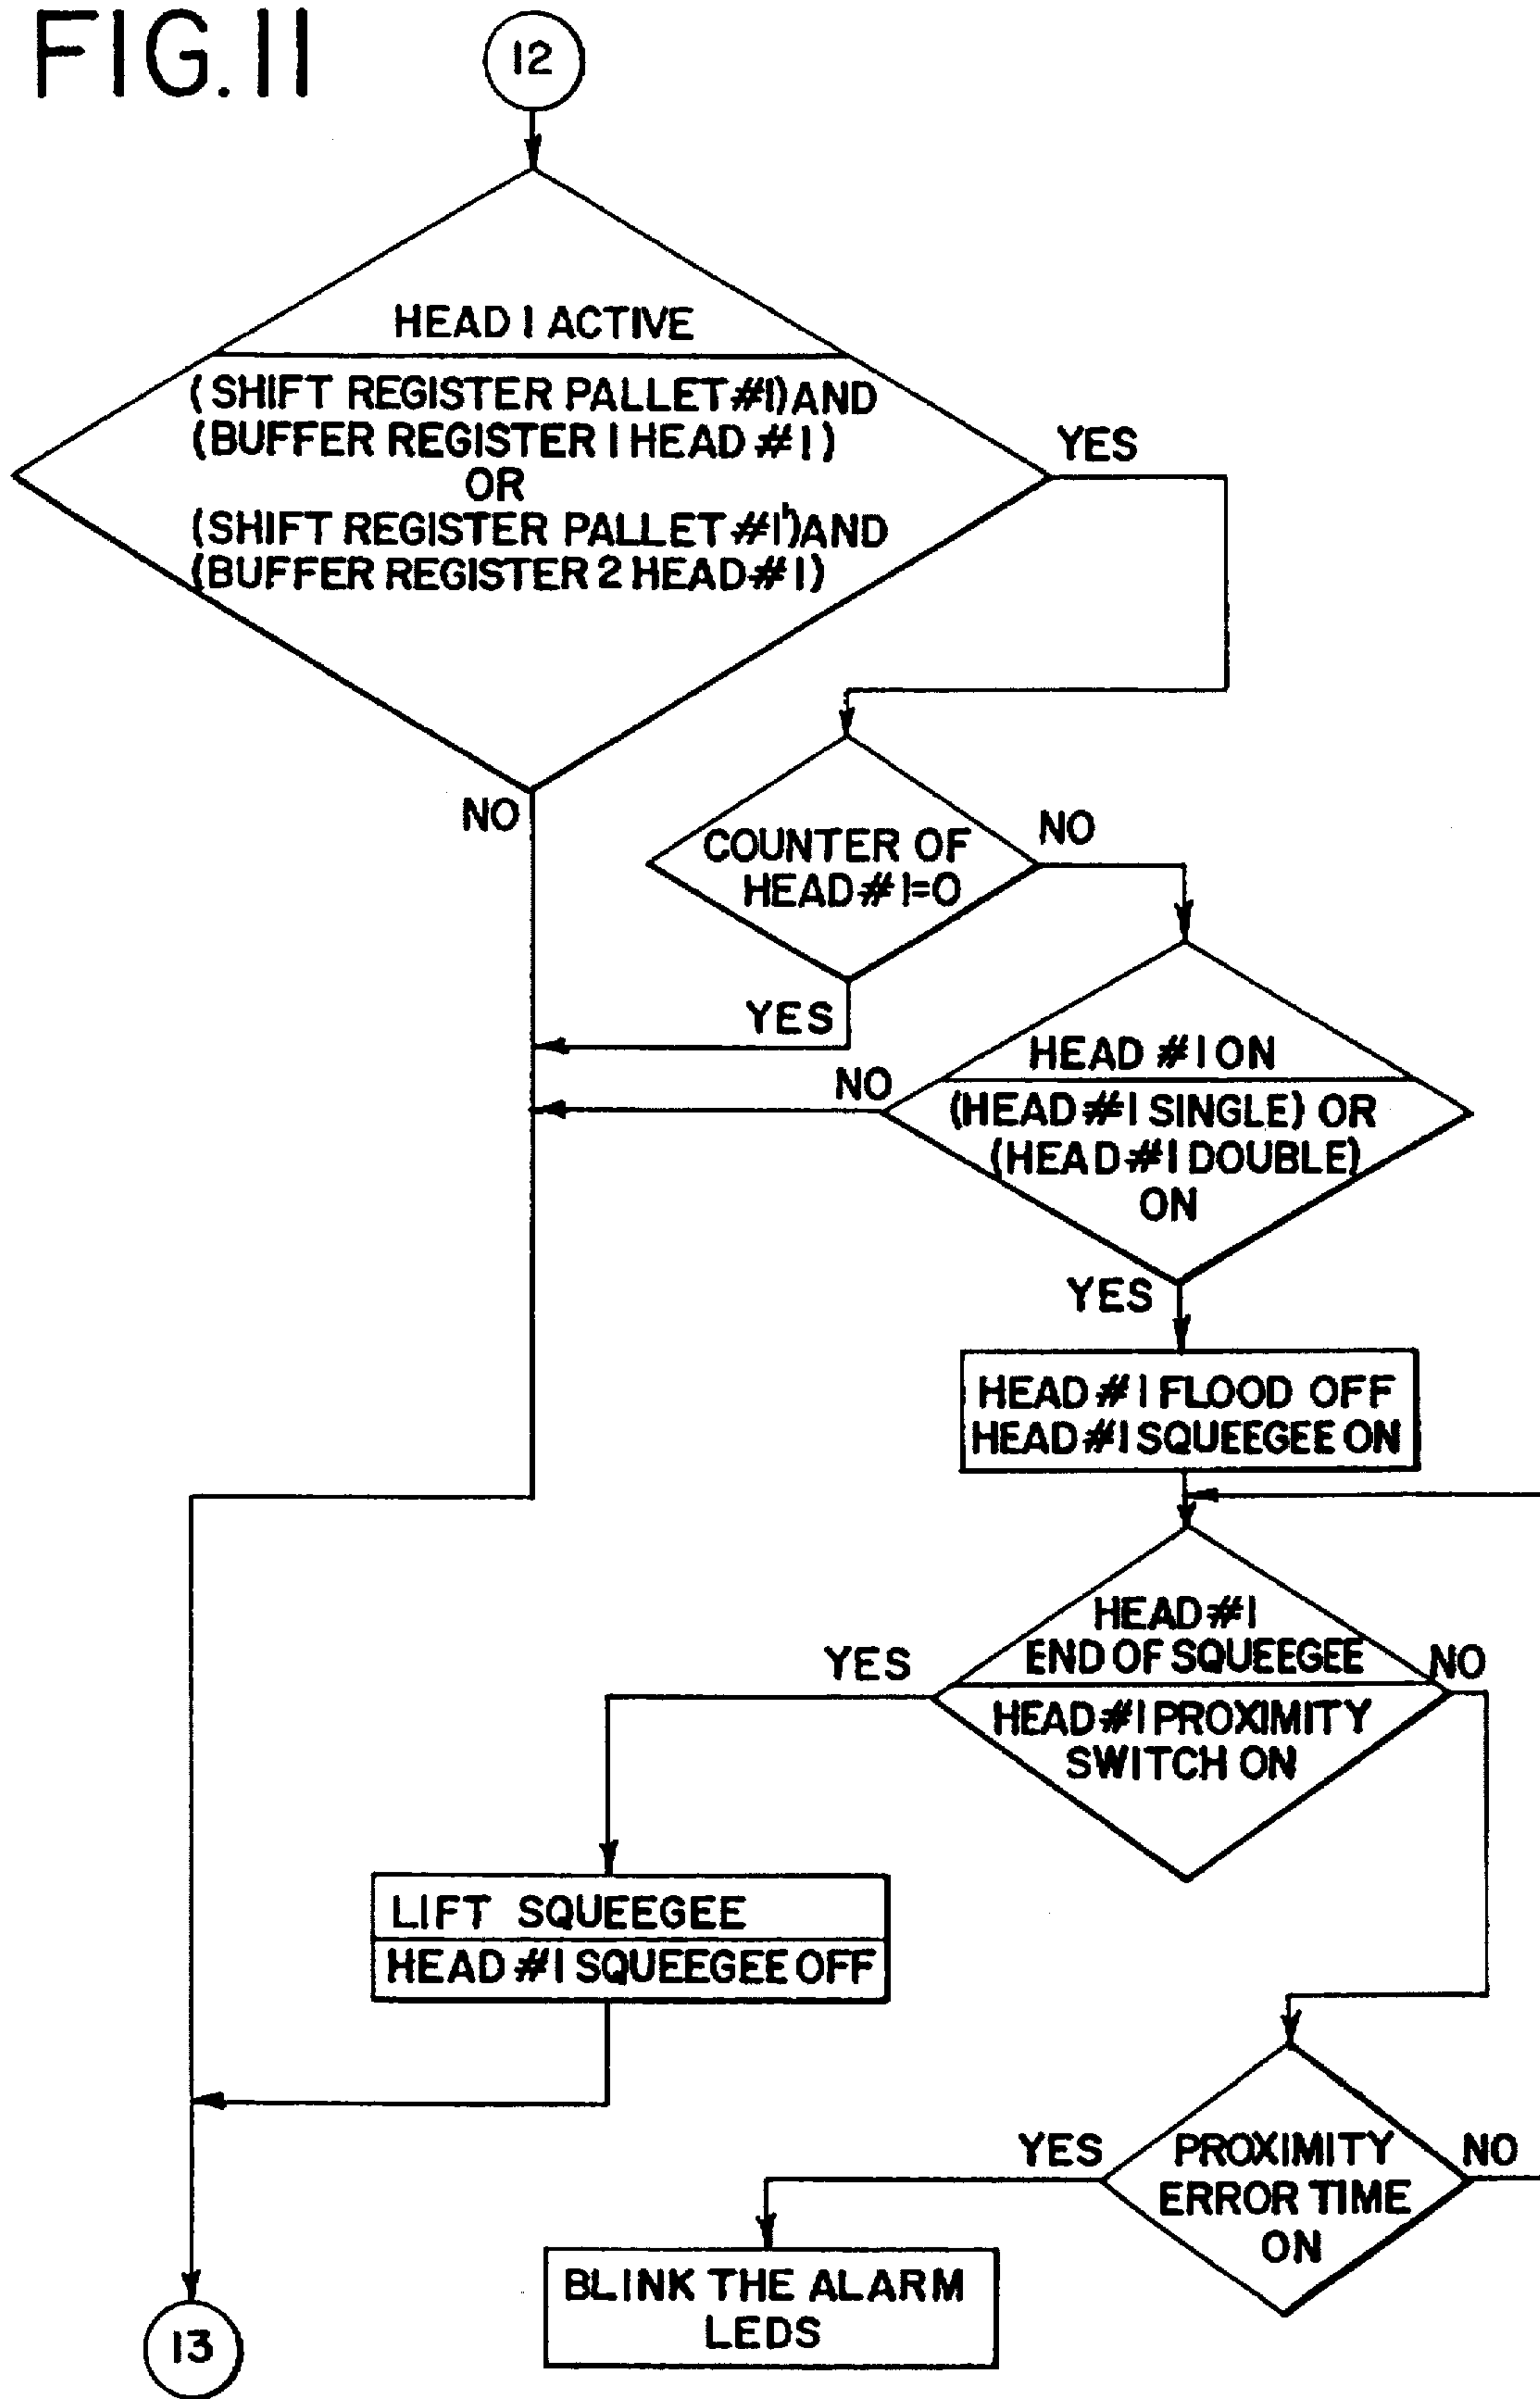 FIG. 11
12
HEAD 1 ACTIVE
(SHIFT REGISTER PALLET #1) AND
(BUFFER REGISTER 1 HEAD #1)
OR
(SHIFT REGISTER PALLET #1ʰ) AND
(BUFFER REGISTER 2 HEAD #1)
YES
NO
COUNTER OF
HEAD #1=0
NO
YES
HEAD #1 ON
(HEAD #1 SINGLE) OR
(HEAD #1 DOUBLE)
ON
NO
YES
HEAD #1 FLOOD OFF
HEAD #1 SQUEEGEE ON
HEAD #1
END OF SQUEEGEE
HEAD #1 PROXIMITY
SWITCH ON
YES
NO
LIFT SQUEEGEE
HEAD #1 SQUEEGEE OFF
PROXIMITY
ERROR TIME
ON
YES
NO
BLINK THE ALARM
LEDS
13